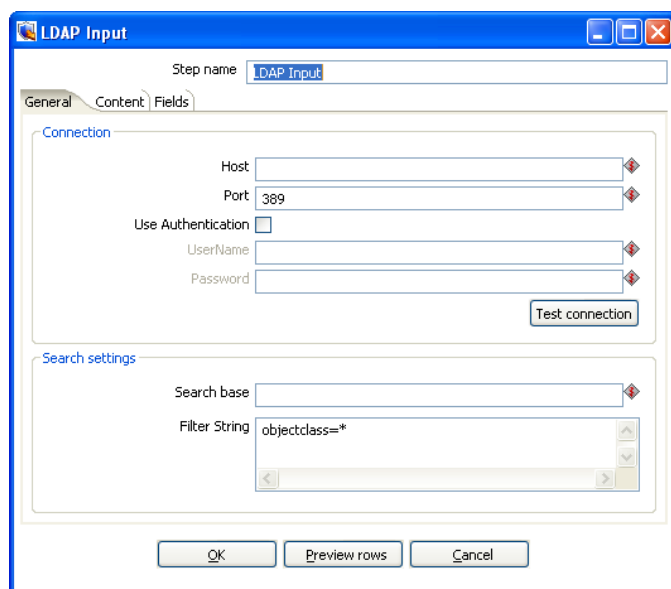 LDAP Input
Step name LDAP Input
General Content Fields
Connection
Host
Port 389
Use Authentication
UserName
Password
Test connection
Search settings
Search base
Filter String objectclass=*
OK Preview rows Cancel